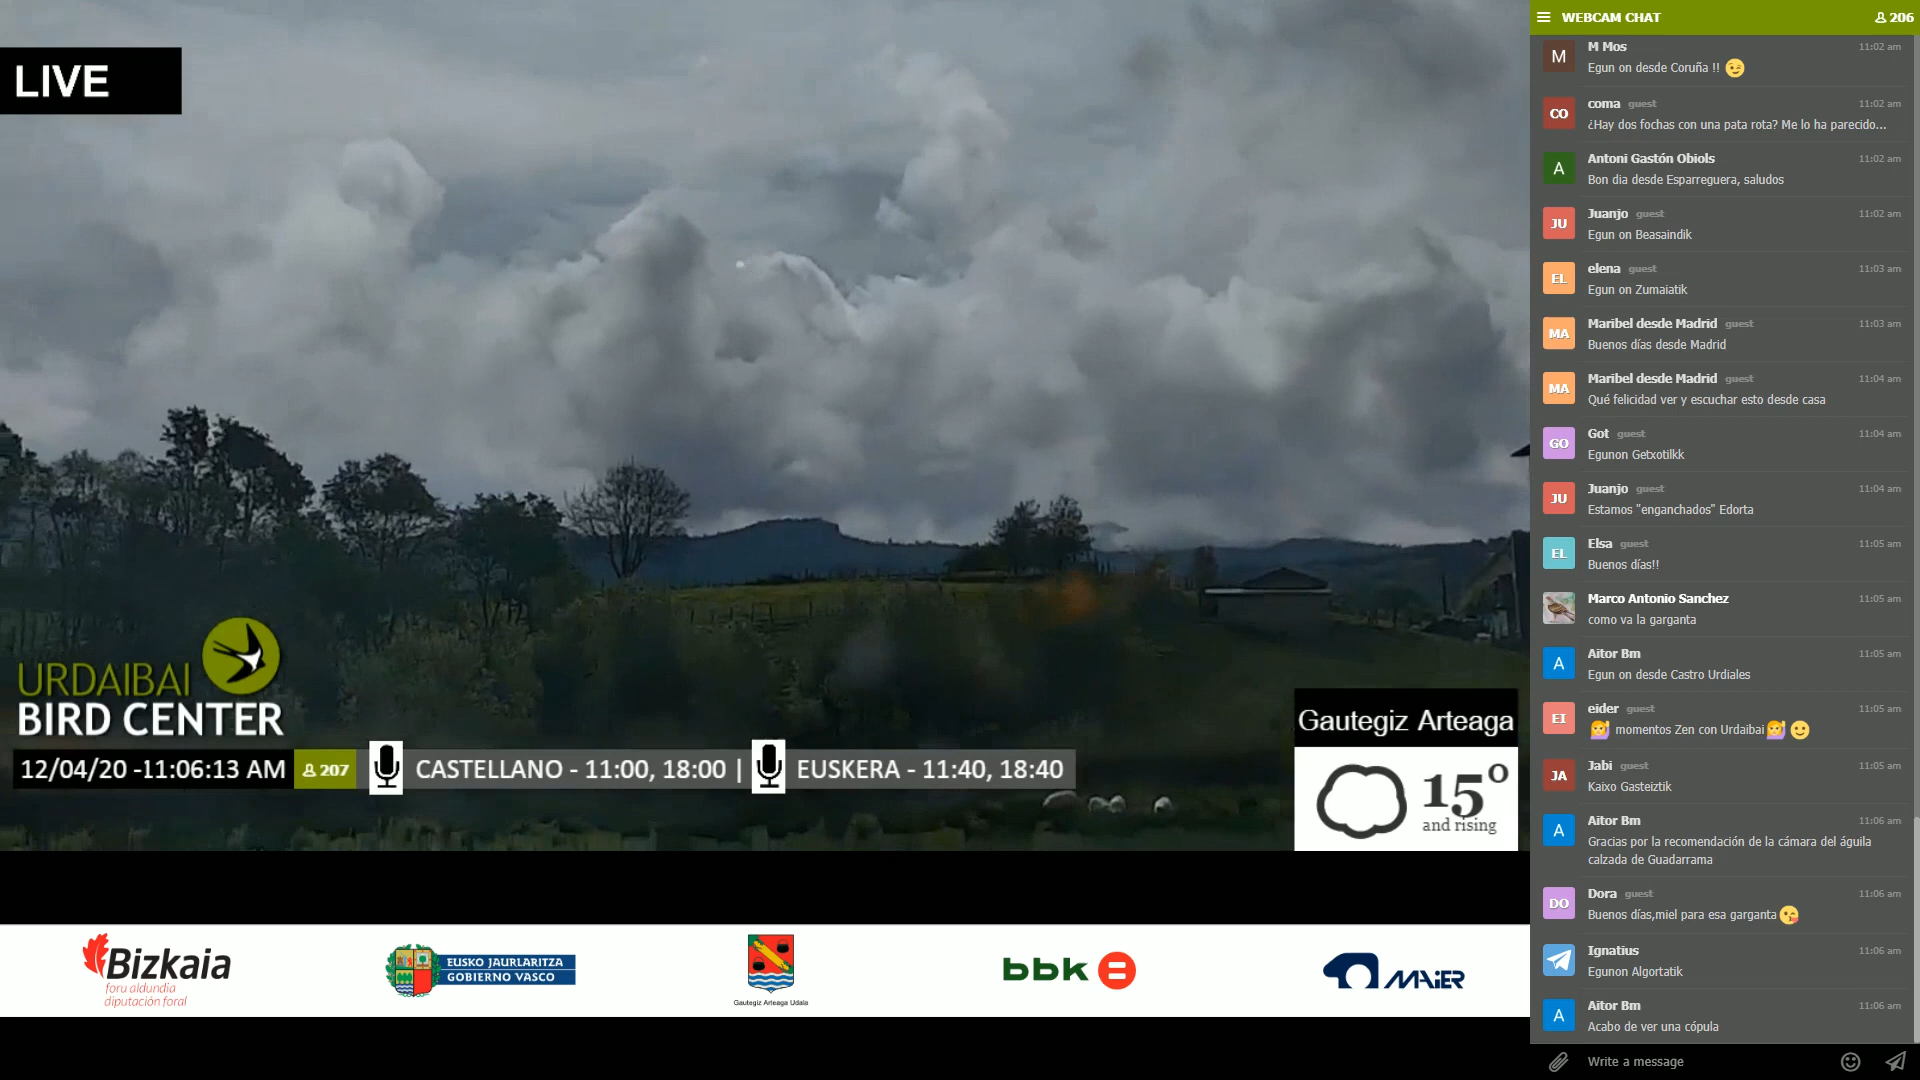 LIVE
URDAIBAI
BIRD CENTER
12/04/20 -11:06:13 AM
207
CASTELLANO - 11:00, 18:00 |
EUSKERA - 11:40, 18:40
Gautegiz Arteaga
15º
and rising
Bizkaia
foru aldundia
diputación foral
EUSKO JAURLARITZA
GOBIERNO VASCO
Gautegiz Arteaga Udala
bbk
MAIER
WEBCAM CHAT
206
M
M Mos
11:02 am
Egun on desde Coruña !!
CO
coma guest
11:02 am
¿Hay dos fochas con una pata rota? Me lo ha parecido...
A
Antoni Gastón Obiols
11:02 am
Bon dia desde Esparreguera, saludos
JU
Juanjo guest
11:02 am
Egun on Beasaindik
EL
elena guest
11:03 am
Egun on Zumaiatik
MA
Maribel desde Madrid guest
11:03 am
Buenos días desde Madrid
MA
Maribel desde Madrid guest
11:04 am
Qué felicidad ver y escuchar esto desde casa
GO
Got guest
11:04 am
Egunon Getxotilkk
JU
Juanjo guest
11:04 am
Estamos "enganchados" Edorta
EL
Elsa guest
11:05 am
Buenos días!!
Marco Antonio Sanchez
11:05 am
como va la garganta
A
Aitor Bm
11:05 am
Egun on desde Castro Urdiales
EI
eider guest
11:05 am
momentos Zen con Urdaibai
JA
Jabi guest
11:05 am
Kaixo Gasteiztik
A
Aitor Bm
11:06 am
Gracias por la recomendación de la cámara del águila
calzada de Guadarrama
DO
Dora guest
11:06 am
Buenos días,miel para esa garganta
Ignatius
11:06 am
Egunon Algortatik
A
Aitor Bm
11:06 am
Acabo de ver una cópula
Write a message